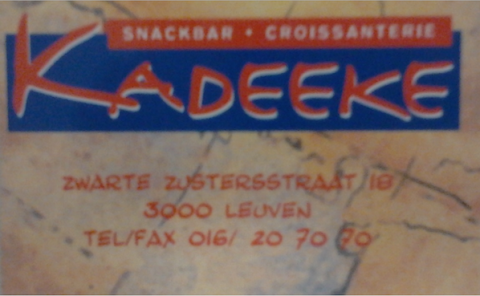 SNACKBAR • CROISSANTERIE
KADEEKE
ZWARTE ZUSTERSSTRAAT 18
3000 LEUVEN
TEL/FAX 016/ 20 70 70